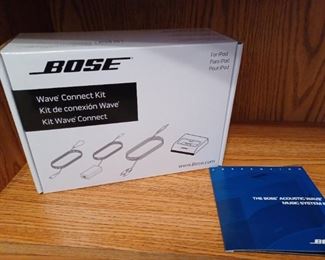 BOSE
For iPod
Para iPod
Pour iPod
Wave® Connect Kit
Kit de conexión Wave®
Kit Wave® Connect
www.Bose.com
THE BOSE® ACOUSTIC WAVE®
MUSIC SYSTEM
BOSE